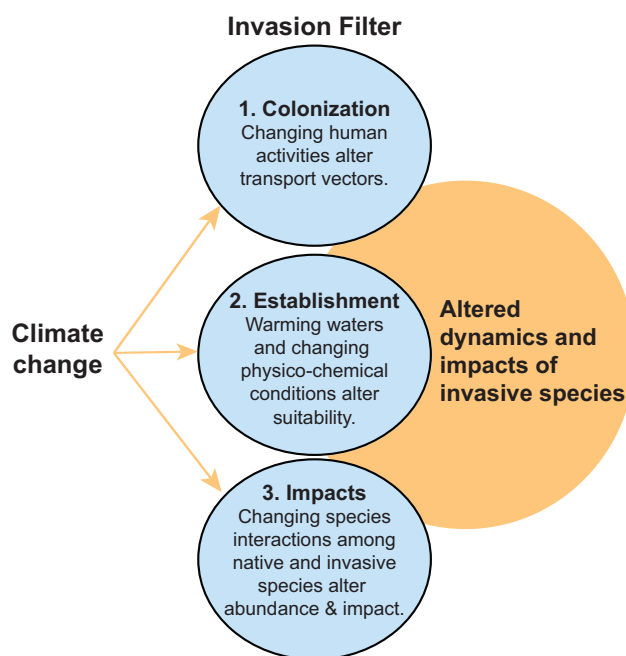 Invasion Filter
1. Colonization
Changing human
activities alter
transport vectors.
Climate
change
2. Establishment
Warming waters
and changing
physico-chemical
conditions alter
suitability.
Altered
dynamics and
impacts of
invasive species
3. Impacts
Changing species
interactions among
native and invasive
species alter
abundance & impact.